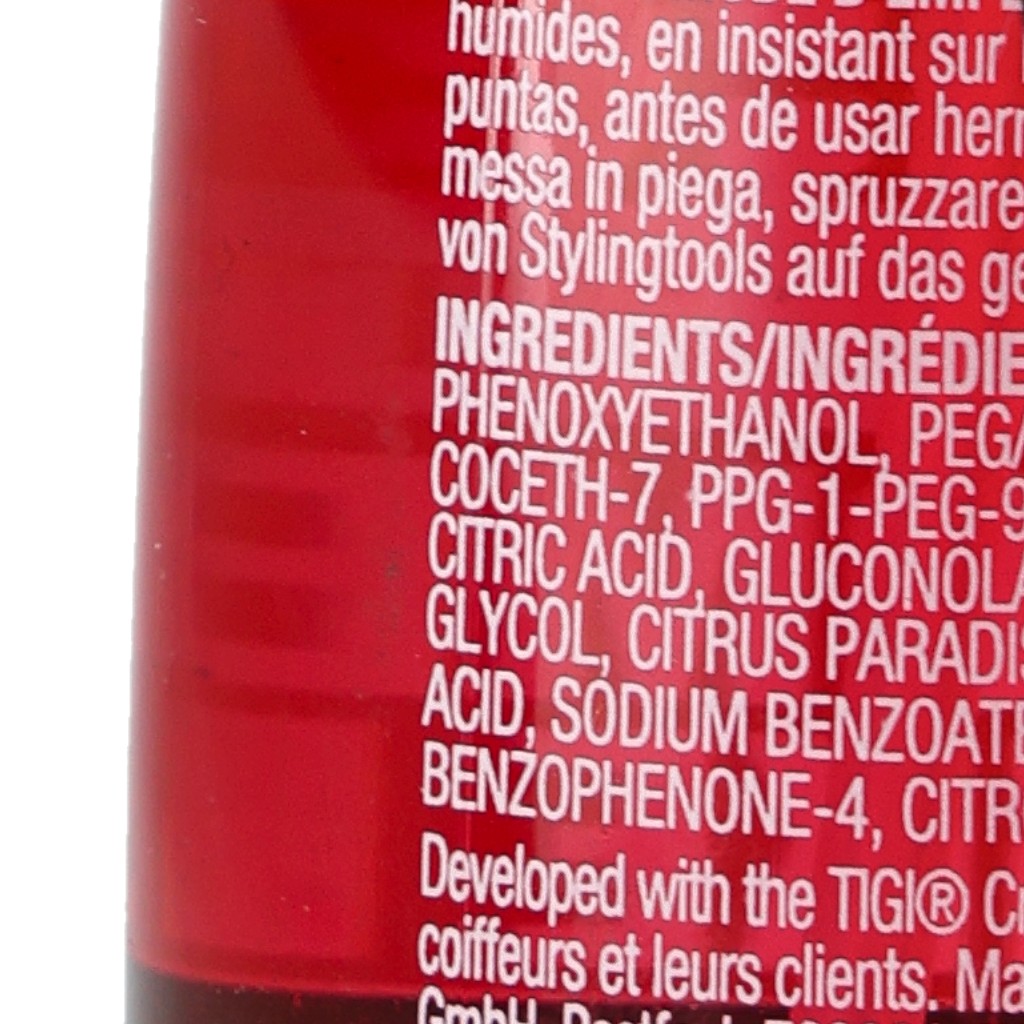 humides, en insistant sur
puntas, antes de usar
messa in piega, spruzzare
von Stylingtools auf das
INGREDIENTS/INGRÉDIE
PHENOXYETHANOL, PEG/
COCETH-7, PPG-1-PEG-9
CITRIC ACID, GLUCONOLA
GLYCOL, CITRUS PARADIS
ACID, SODIUM BENZOATE
BENZOPHENONE-4, CITR
Developed with the TIGI®
coiffeurs et leurs clients. Ma
GmbH,